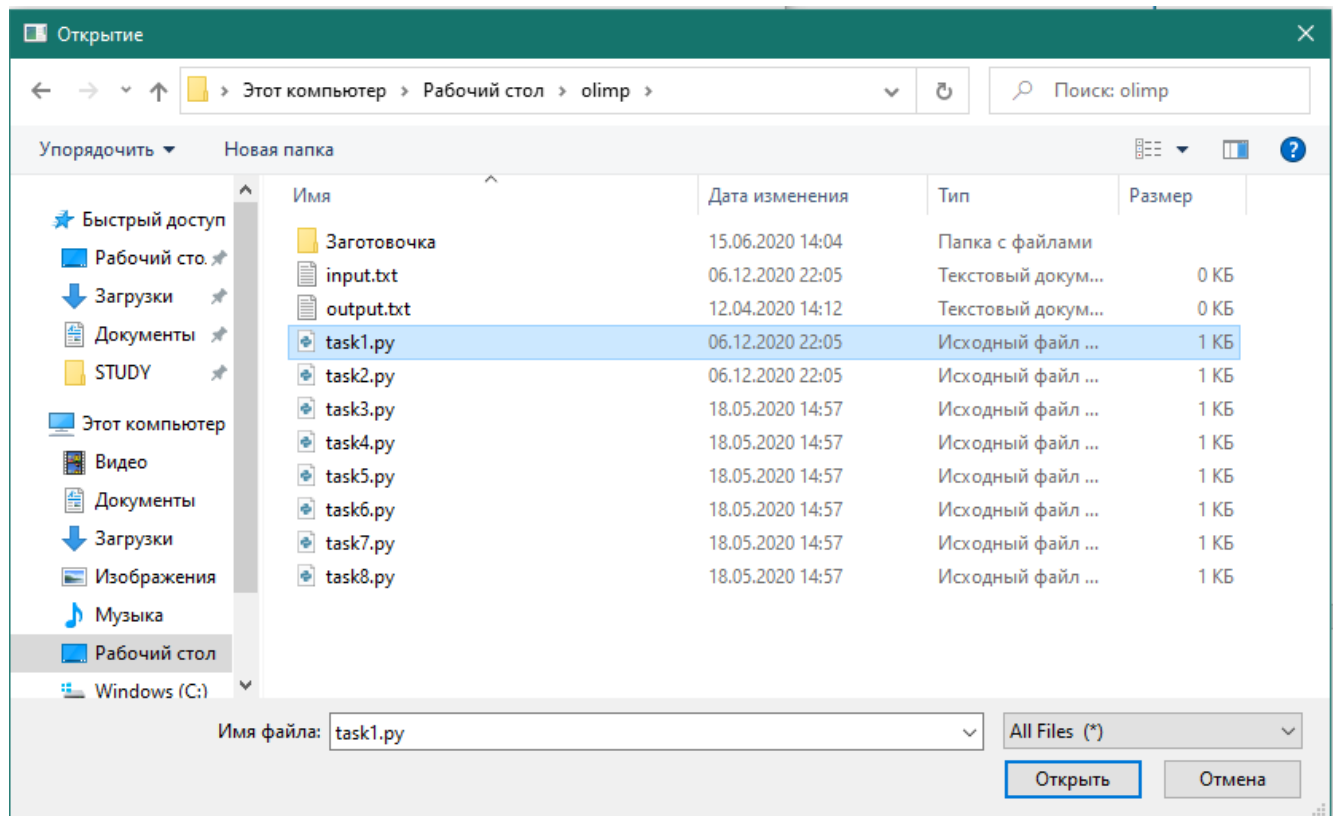 Открытие
Этот компьютер › Рабочий стол › olimp ›
Поиск: olimp
Упорядочить Новая папка
Имя Дата изменения Тип Размер
Быстрый доступ
Рабочий сто.
Загрузки
Документы
STUDY
Этот компьютер
Видео
Документы
Загрузки
Изображения
Музыка
Рабочий стол
Windows (C:)
Заготовочка 15.06.2020 14:04 Папка с файлами
input.txt 06.12.2020 22:05 Текстовый докум... 0 КБ
output.txt 12.04.2020 14:12 Текстовый докум... 0 КБ
task1.py 06.12.2020 22:05 Исходный файл ... 1 КБ
task2.py 06.12.2020 22:05 Исходный файл ... 1 КБ
task3.py 18.05.2020 14:57 Исходный файл ... 1 КБ
task4.py 18.05.2020 14:57 Исходный файл ... 1 КБ
task5.py 18.05.2020 14:57 Исходный файл ... 1 КБ
task6.py 18.05.2020 14:57 Исходный файл ... 1 КБ
task7.py 18.05.2020 14:57 Исходный файл ... 1 КБ
task8.py 18.05.2020 14:57 Исходный файл ... 1 КБ
Имя файла: task1.py All Files (*)
Открыть Отмена